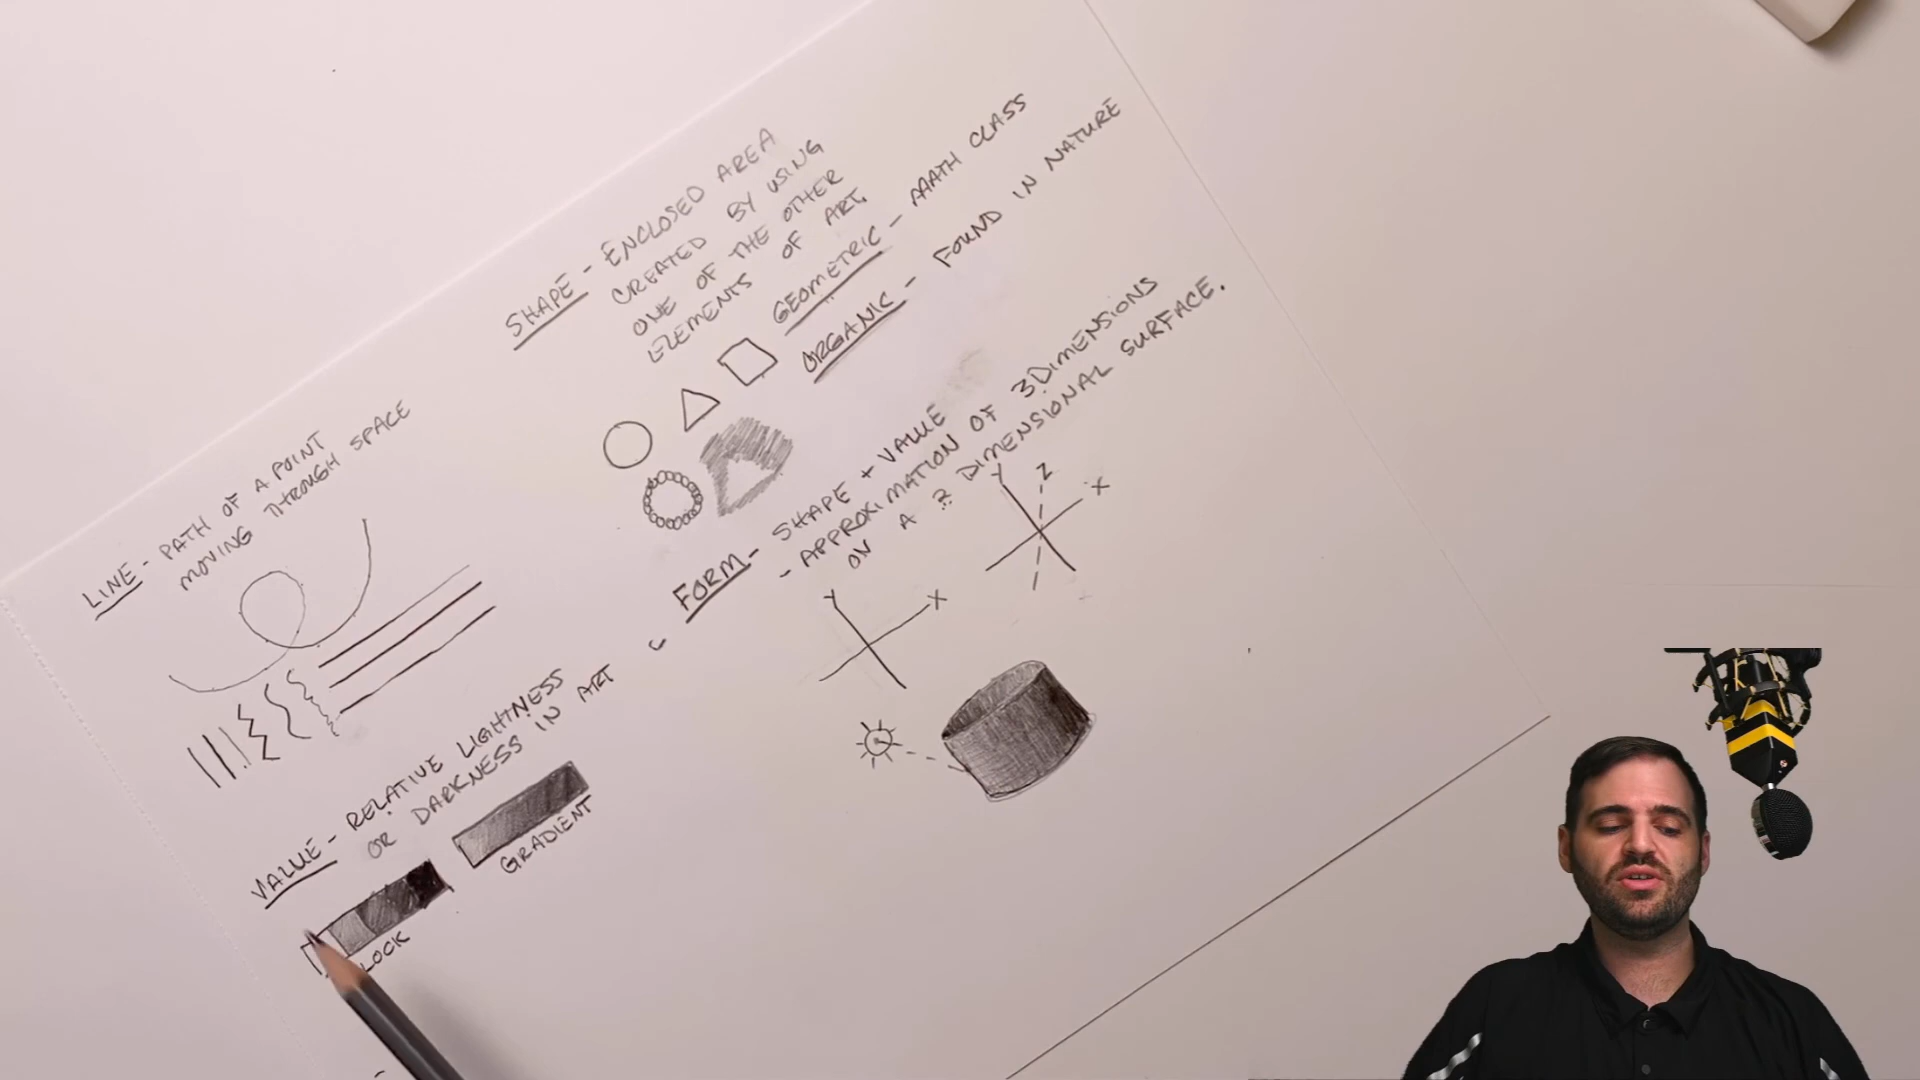 LINE - PATH OF A POINT
MOVING THROUGH SPACE
VALUE - RELATIVE LIGHTNESS
OR DARKNESS IN ART
LOCK
GRADIENT
SHAPE - ENCLOSED AREA
CREATED BY USING
ONE OF THE OTHER
ELEMENTS OF ART.
GEOMETRIC - MATH CLASS
ORGANIC - FOUND IN NATURE
FORM - SHAPE + VALUE
- APPROXIMATION OF 3 DIMENSIONS
ON A 2 DIMENSIONAL SURFACE.
Y X
Y Z X